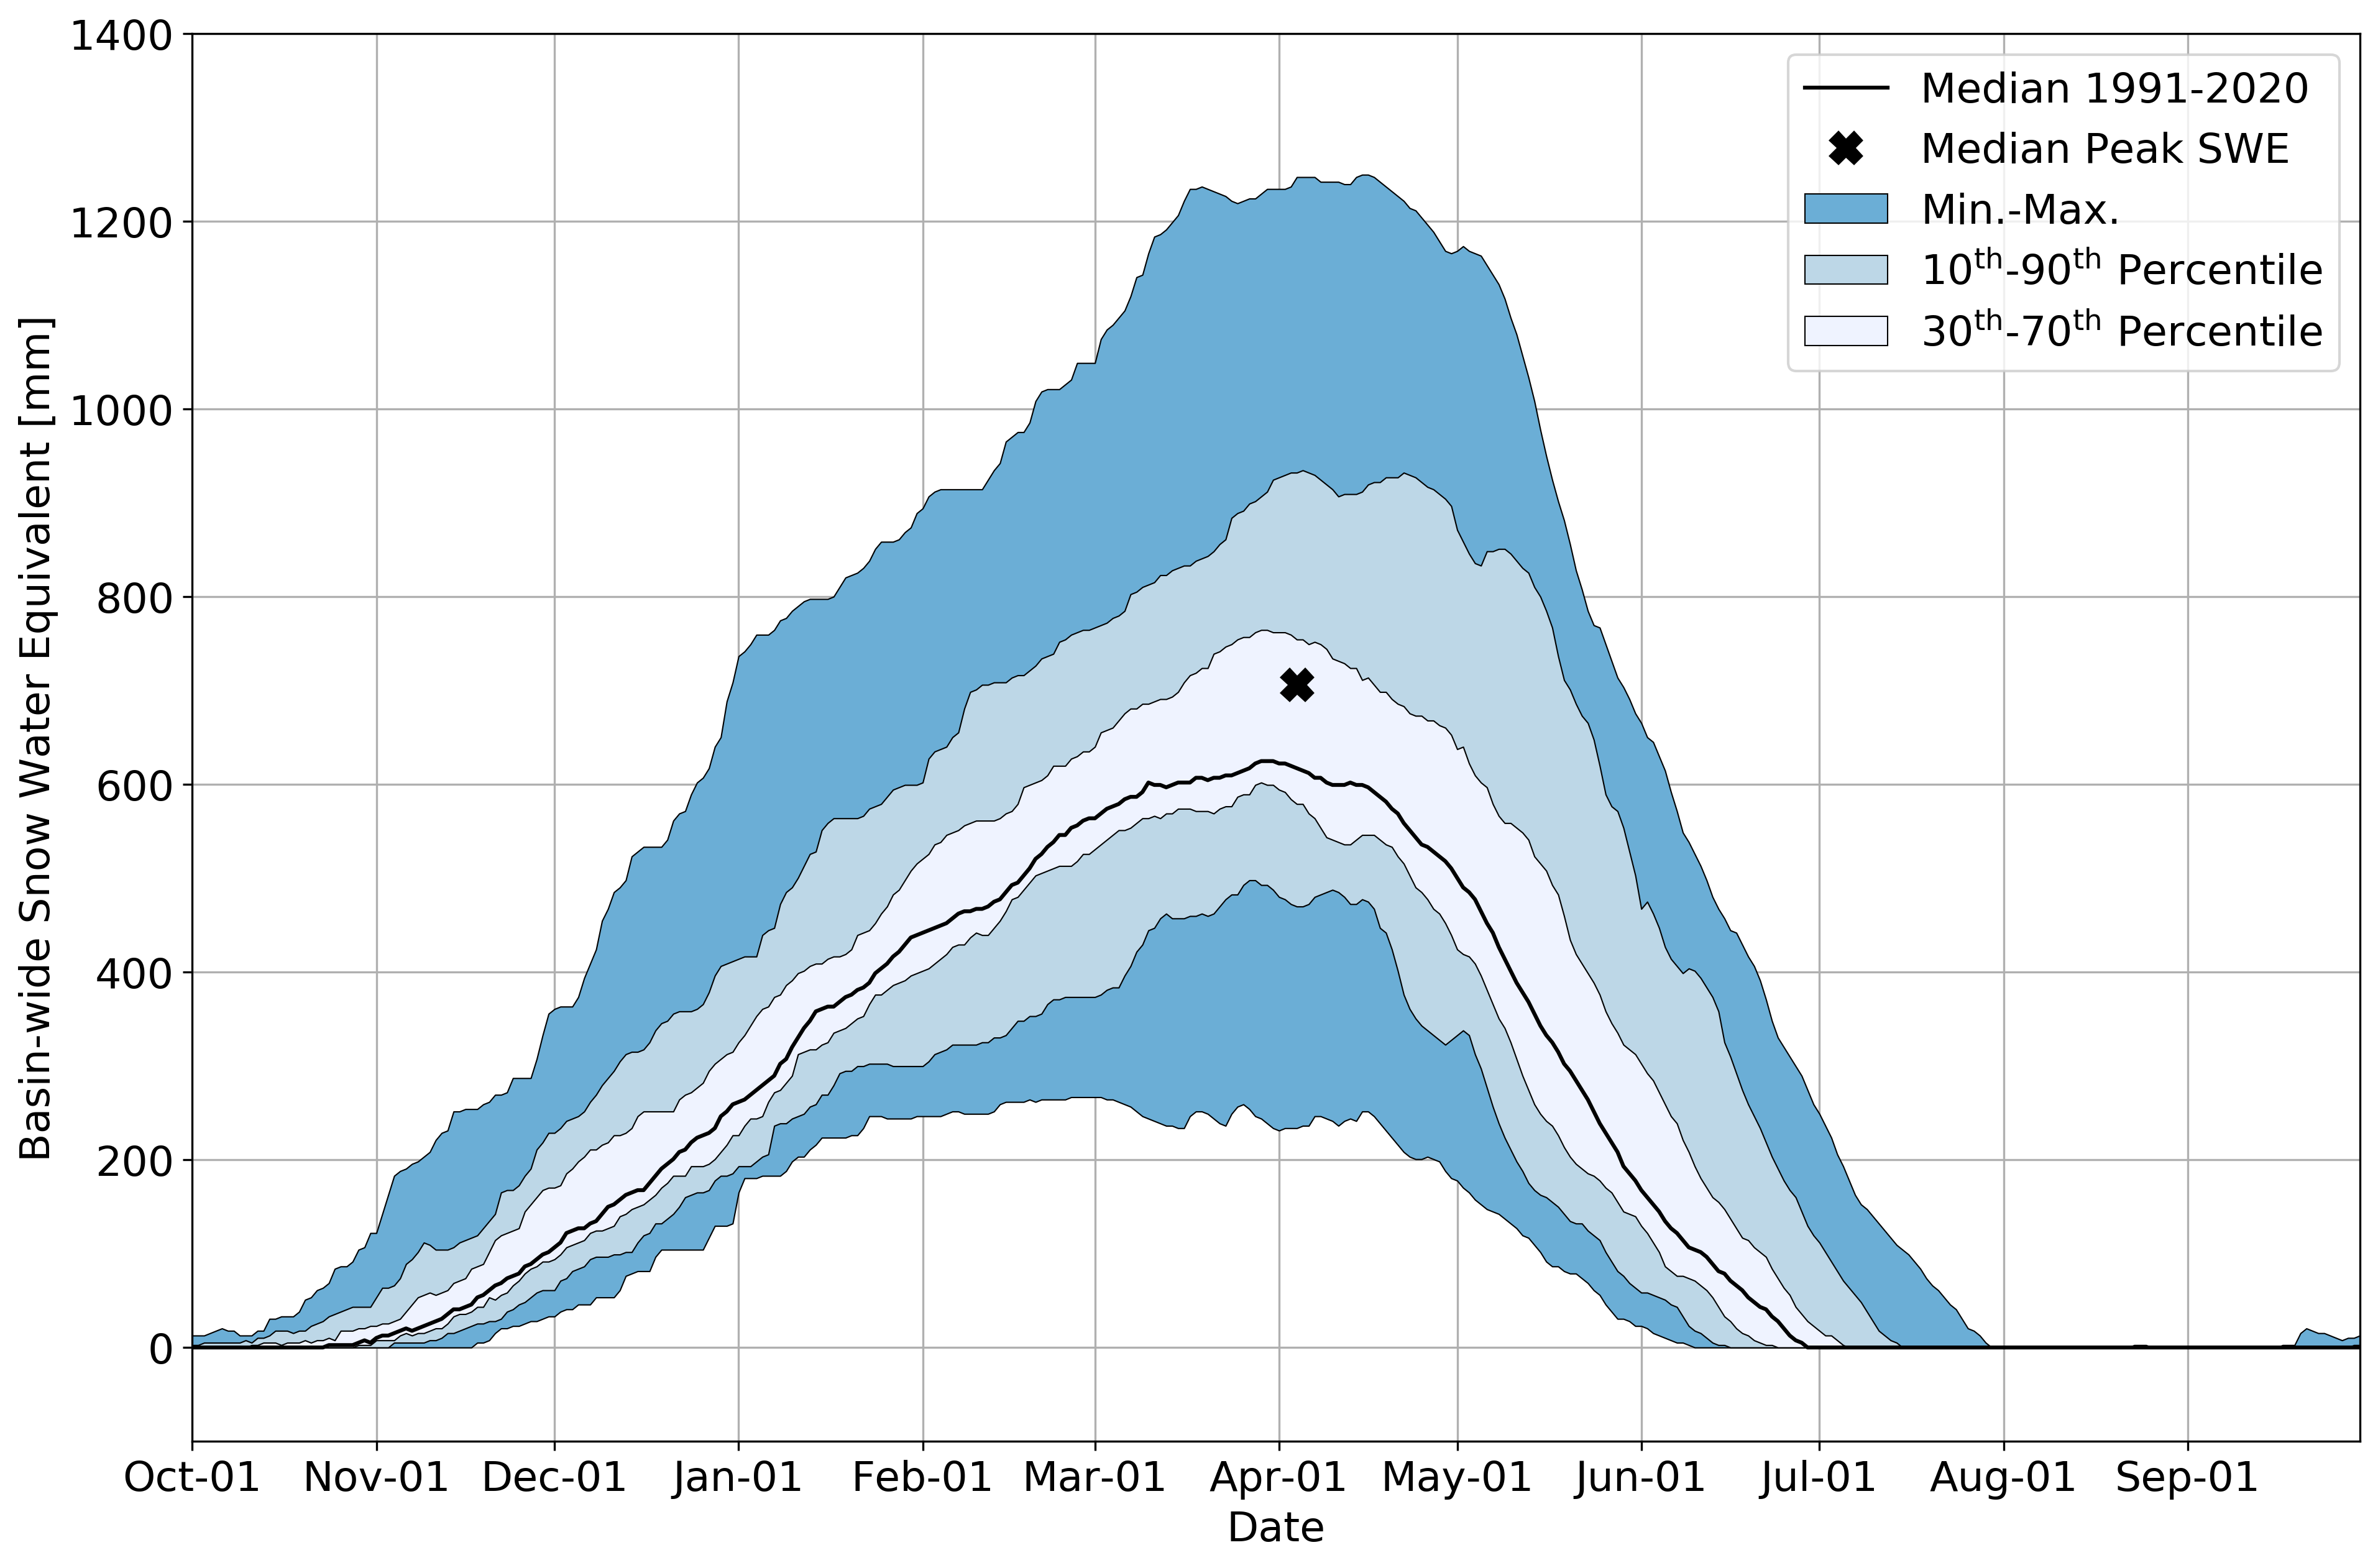 1400
1200
1000
800
600
400
200
0
Basin-wide Snow Water Equivalent [mm]
Median 1991-2020
Median Peak SWE
Min.-Max.
10th-90th Percentile
30th-70th Percentile
Oct-01 Nov-01 Dec-01 Jan-01 Feb-01 Mar-01 Apr-01 May-01 Jun-01 Jul-01 Aug-01 Sep-01
Date